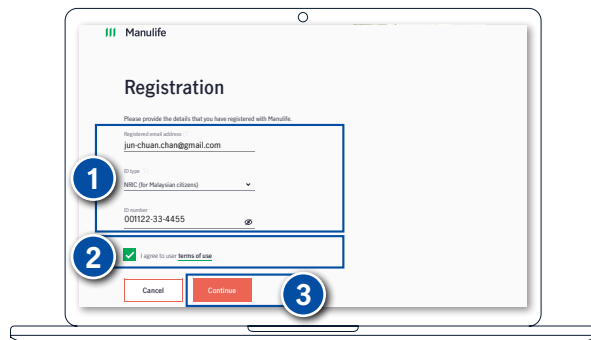 Manulife
Registration
Please provide the details that you have registered with Manulife.
Registered email address
jun-chuan.chan@gmail.com
1
ID type
NRIC (for Malaysian citizens)
ID number
001122-33-4455
2
I agree to user terms of use
Cancel
Continue
3